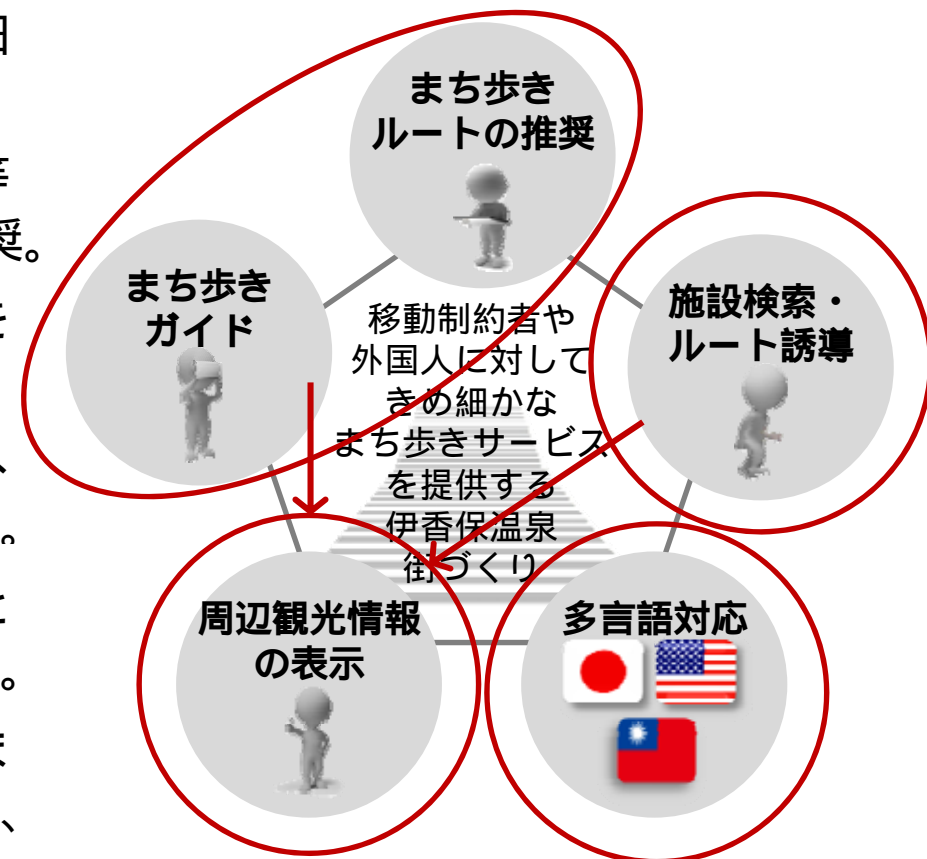 まち歩き
ルートの推奨
まち歩き
ガイド
施設検索・
ルート誘導
移動制約者や
外国人に対して
きめ細かな
まち歩きサービス
を提供する
伊香保温泉
街づくり
周辺観光情報
の表示
多言語対応
奨。
。
。
、